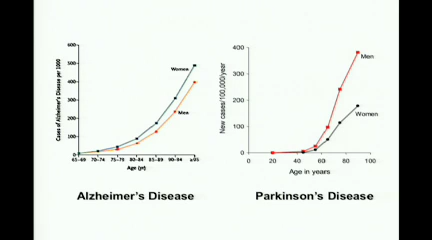 600
500
400
300
200
100
0
Cases of Alzheimer's Disease per 1000
Women
Men
65–69 70–74 75–79 80–84 85–89 90–94 ≥95
Age (yr)
Alzheimer's Disease
400
300
200
100
0
New cases/100,000/year
Men
Women
0 20 40 60 80 100
Age in years
Parkinson's Disease